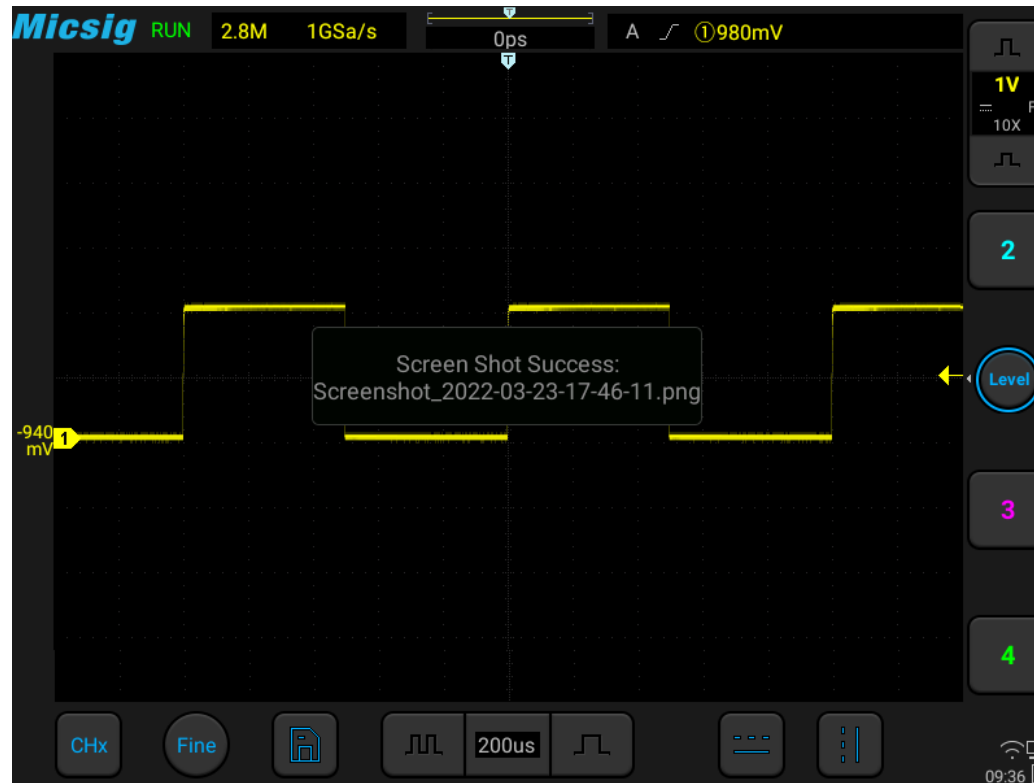 Micsig RUN 2.8M 1GSa/s 0ps A ①980mV
T
T
1V
F
10X
2
Screen Shot Success:
Screenshot_2022-03-23-17-46-11.png
Level
-940
mV
1
3
4
CHx Fine 200us
09:36